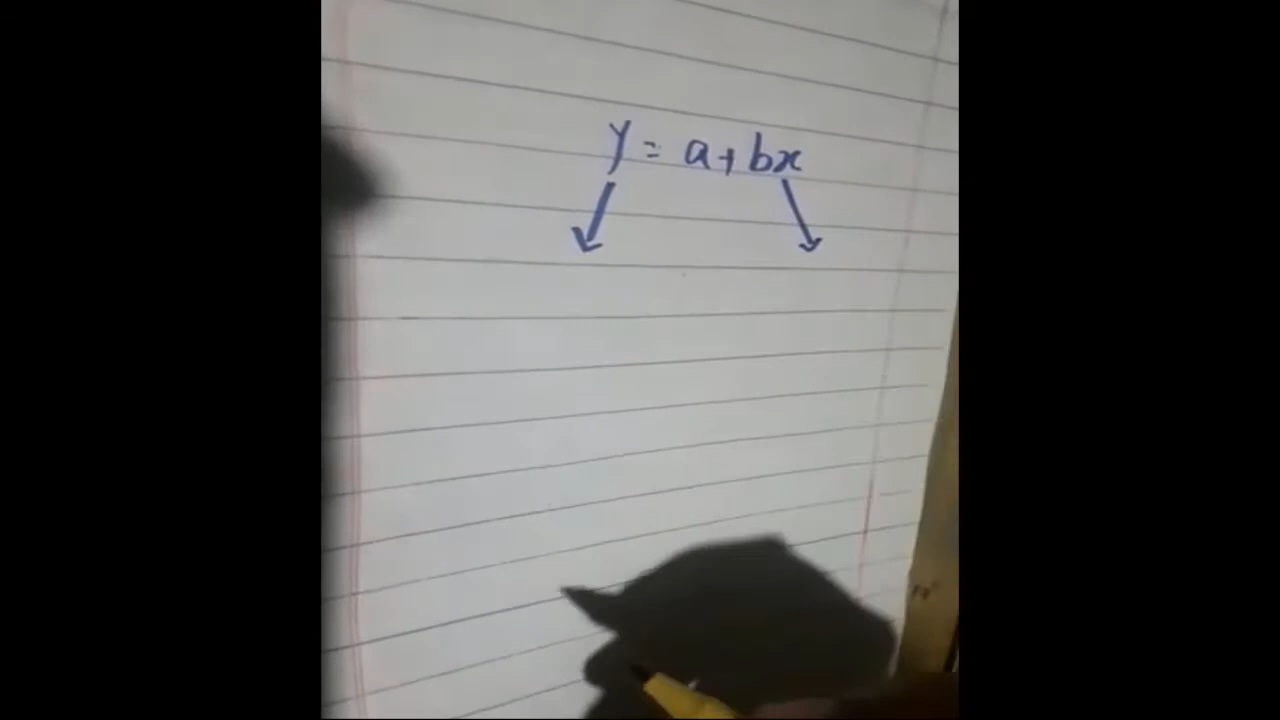 y = a + bx